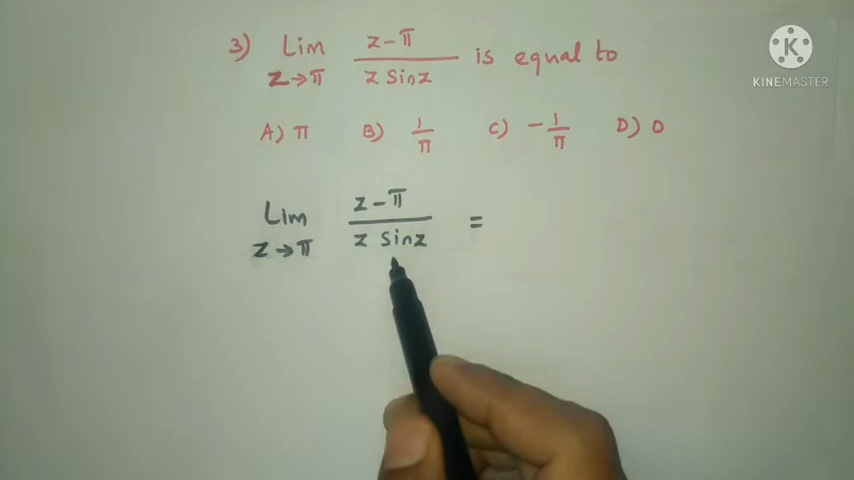 3) Lim z→π z-π / z sinz is equal to
A) π B) 1/π C) -1/π D) 0
Lim z→π z-π / z sinz =
K
KINEMASTER